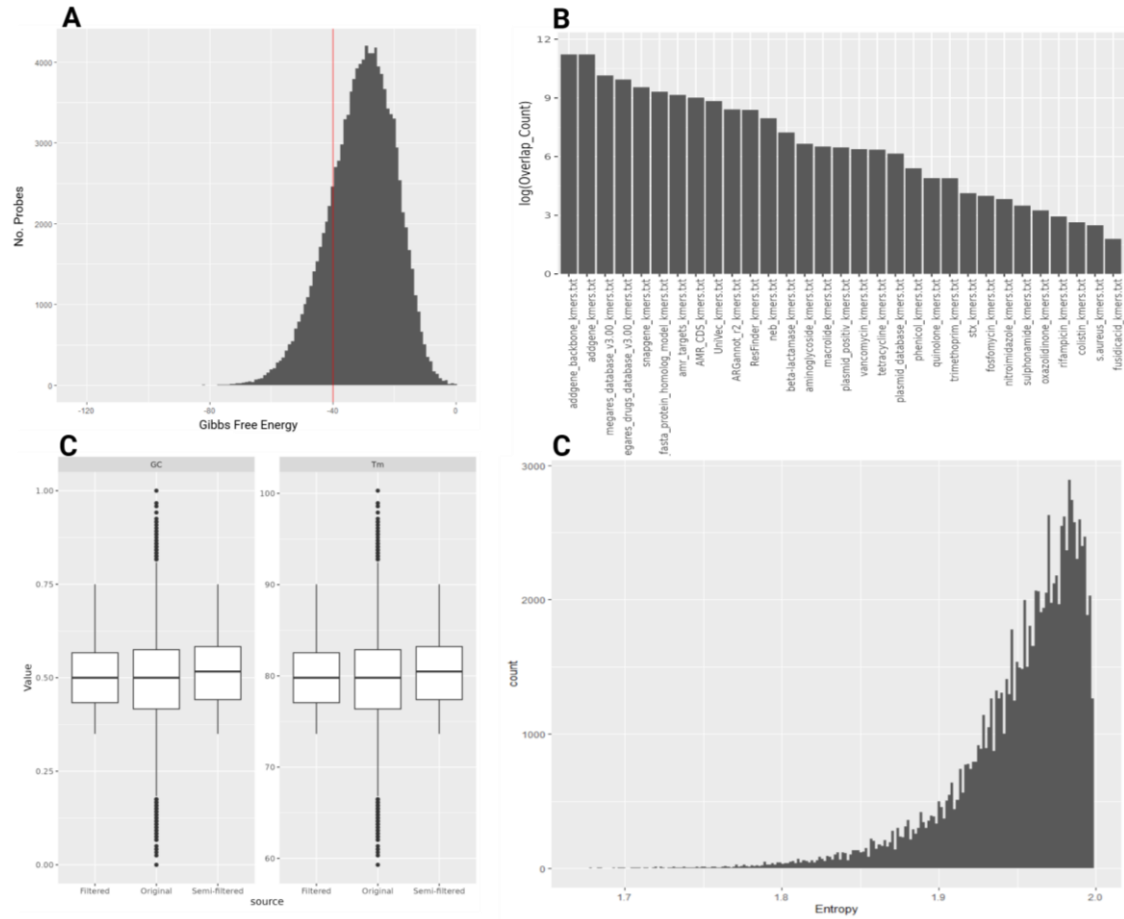 A
No. Probes
4000
3000
2000
1000
0
-120
-80
-40
0
Gibbs Free Energy
B
log(Overlap_Count)
12
9
6
3
0
addgene_backbone_kmers.txt
addgene_kmers.txt
megares_database_v3.00_kmers.txt
egares_drugs_database_v3.00_kmers.txt
snapgene_kmers.txt
_fasta_protein_homolog_model_kmers.txt
amr_targets_kmers.txt
AMR_CDS_kmers.txt
UniVec_kmers.txt
ARGannot_r2_kmers.txt
ResFinder_kmers.txt
neb_kmers.txt
beta-lactamase_kmers.txt
aminoglycoside_kmers.txt
macrolide_kmers.txt
plasmid_positiv_kmers.txt
vancomycin_kmers.txt
tetracycline_kmers.txt
plasmid_database_kmers.txt
phenicol_kmers.txt
quinolone_kmers.txt
trimethoprim_kmers.txt
stx_kmers.txt
fosfomycin_kmers.txt
nitroimidazole_kmers.txt
sulphonamide_kmers.txt
oxazolidinone_kmers.txt
rifampicin_kmers.txt
colistin_kmers.txt
s.aureus_kmers.txt
fusidicacid_kmers.txt
C
GC
Tm
Value
1.00
0.75
0.50
0.25
0.00
100
90
80
70
60
Filtered
Original
Semi-filtered
Filtered
Original
Semi-filtered
source
C
count
3000
2000
1000
0
1.7
1.8
1.9
2.0
Entropy